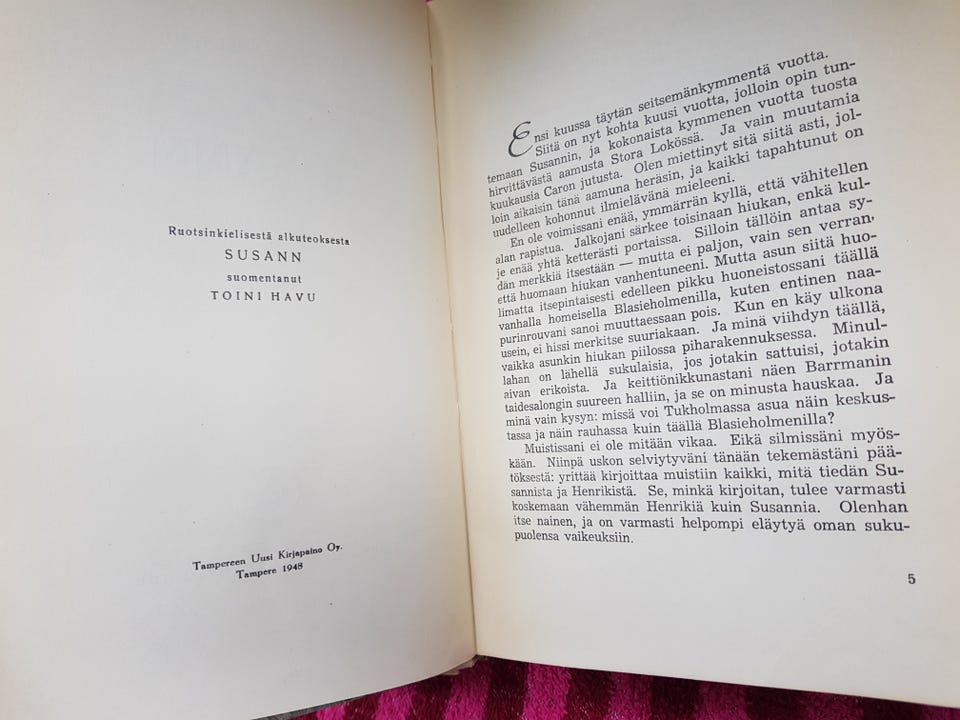 Ruotsinkielisestä alkuteoksesta
SUSANN
suomentanut
TOINI HAVU
Tampereen Uusi Kirjapaino Oy.
Tampere 1948
Ensi kuussa täytän seitsemänkymmentä vuotta.
Siitä on nyt kohta kuusi vuotta, jolloin opin tun-
temaan Susannin, ja kokonaista kymmenen vuotta tuosta
hirvittävästä aamusta Stora Lokössä. Ja vain muutamia
kuukausia Caron jutusta. Olen miettinyt sitä siitä asti, jol-
loin aikaisin tänä aamuna heräsin, ja kaikki tapahtunut on
uudelleen kohonnut ilmielävänä mieleeni.
En ole voimissani enää, ymmärrän kyllä, että vähitellen
alan rapistua. Jalkojani särkee toisinaan hiukan, enkä kul-
je enää yhtä ketterästi portaissa. Silloin tällöin antaa sy-
dän merkkiä itsestään — mutta ei paljon, vain sen verran,
että huomaan hiukan vanhentuneeni. Mutta asun siitä huo-
limatta itsepintaisesti edelleen pikku huoneistossani täällä
vanhalla homeisella Blasieholmenilla, kuten entinen naa-
purinrouvani sanoi muuttaessaan pois. Kun en käy ulkona
usein, ei hissi merkitse suuriakaan. Ja minä viihdyn täällä,
vaikka asunkin hiukan piilossa piharakennuksessa. Minul-
lahan on lähellä sukulaisia, jos jotakin sattuisi, jotakin
aivan erikoista. Ja keittiönikkunastani näen Barrmanin
taidesalongin suureen halliin, ja se on minusta hauskaa. Ja
minä vain kysyn: missä voi Tukholmassa asua näin keskus-
tassa ja näin rauhassa kuin täällä Blasieholmenilla?
Muistissani ei ole mitään vikaa. Eikä silmissäni myös-
kään. Niinpä uskon selviytyväni tänään tekemästäni pää-
töksestä: yrittää kirjoittaa muistiin kaikki, mitä tiedän Su-
sannista ja Henrikistä. Se, minkä kirjoitan, tulee varmasti
koskemaan vähemmän Henrikiä kuin Susannia. Olenhan
itse nainen, ja on varmasti helpompi eläytyä oman suku-
puolensa vaikeuksiin.
5